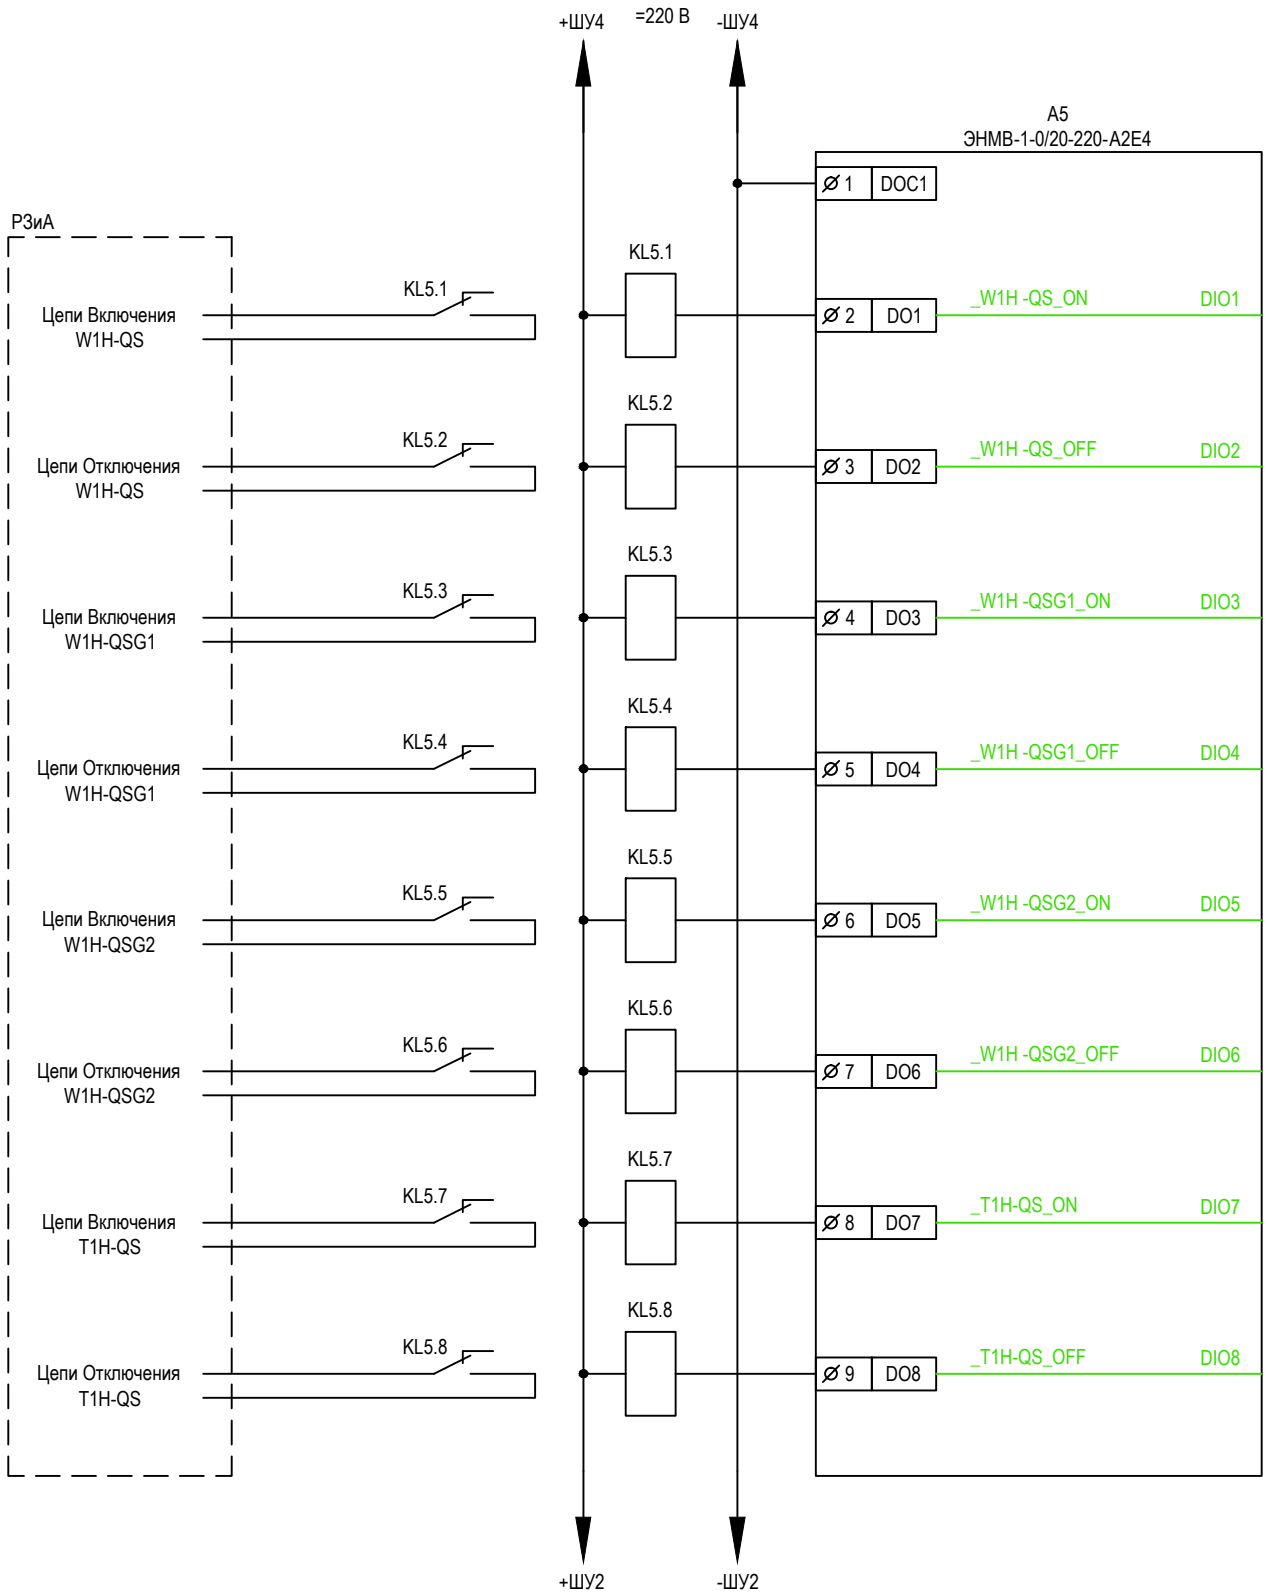 +ШУ4 =220 В -ШУ4
А5
ЭНМВ-1-0/20-220-А2Е4
1 DOC1
РЗиА
KL5.1
KL5.1
Цепи Включения
W1H-QS
2 DO1 _W1H -QS_ON DIO1
KL5.2
KL5.2
Цепи Отключения
W1H-QS
3 DO2 _W1H -QS_OFF DIO2
KL5.3
KL5.3
Цепи Включения
W1H-QSG1
4 DO3 _W1H -QSG1_ON DIO3
KL5.4
KL5.4
Цепи Отключения
W1H-QSG1
5 DO4 _W1H -QSG1_OFF DIO4
KL5.5
KL5.5
Цепи Включения
W1H-QSG2
6 DO5 _W1H -QSG2_ON DIO5
KL5.6
KL5.6
Цепи Отключения
W1H-QSG2
7 DO6 _W1H -QSG2_OFF DIO6
KL5.7
KL5.7
Цепи Включения
T1H-QS
8 DO7 _T1H-QS_ON DIO7
KL5.8
KL5.8
Цепи Отключения
T1H-QS
9 DO8 _T1H-QS_OFF DIO8
+ШУ2 -ШУ2